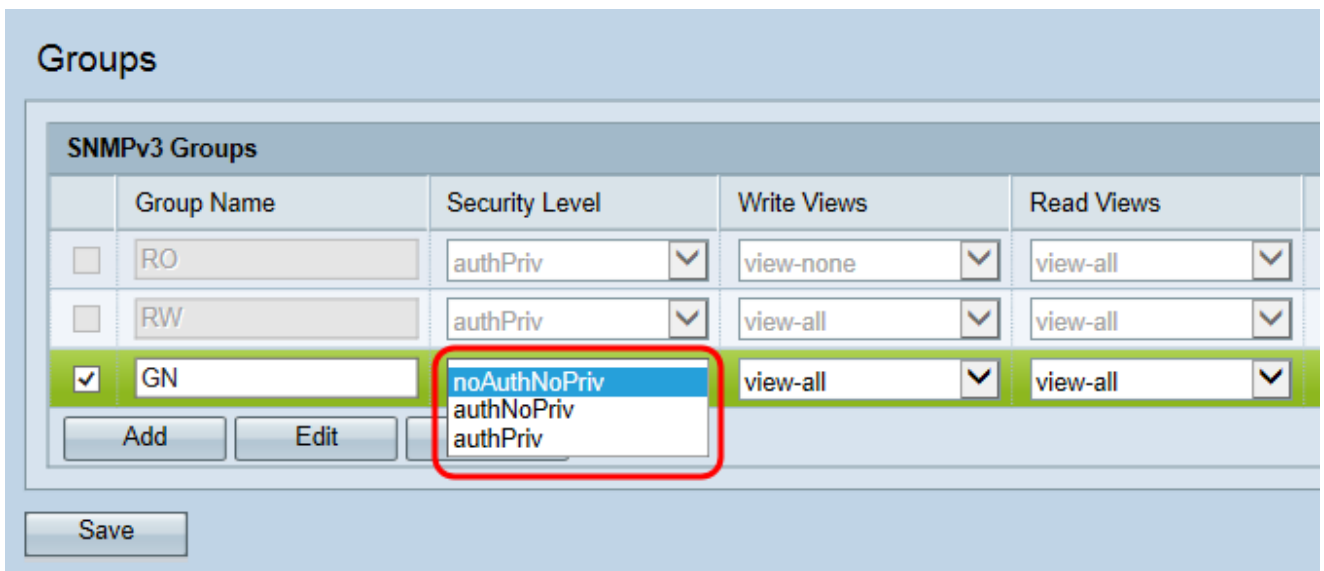 Groups
SNMPv3 Groups
Group Name Security Level Write Views Read Views
RO authPriv view-none view-all
RW authPriv view-all view-all
GN noAuthNoPriv view-all view-all
authNoPriv
Add Edit authPriv
Save